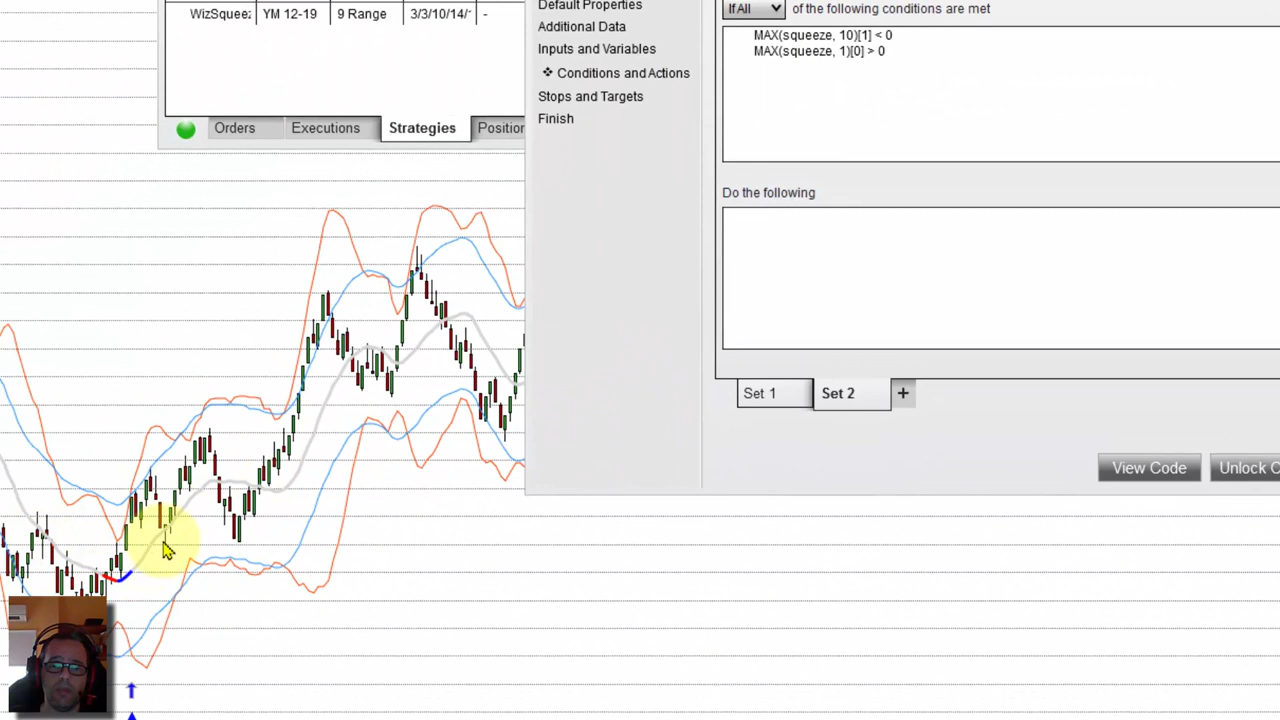 WizSqueez YM 12-19 9 Range 3/3/10/14/ -
Orders Executions Strategies Position
Default Properties
Additional Data
Inputs and Variables
❖ Conditions and Actions
Stops and Targets
Finish
If All of the following conditions are met
MAX(squeeze, 10)[1] < 0
MAX(squeeze, 1)[0] > 0
Do the following
Set 1 Set 2 +
View Code Unlock C